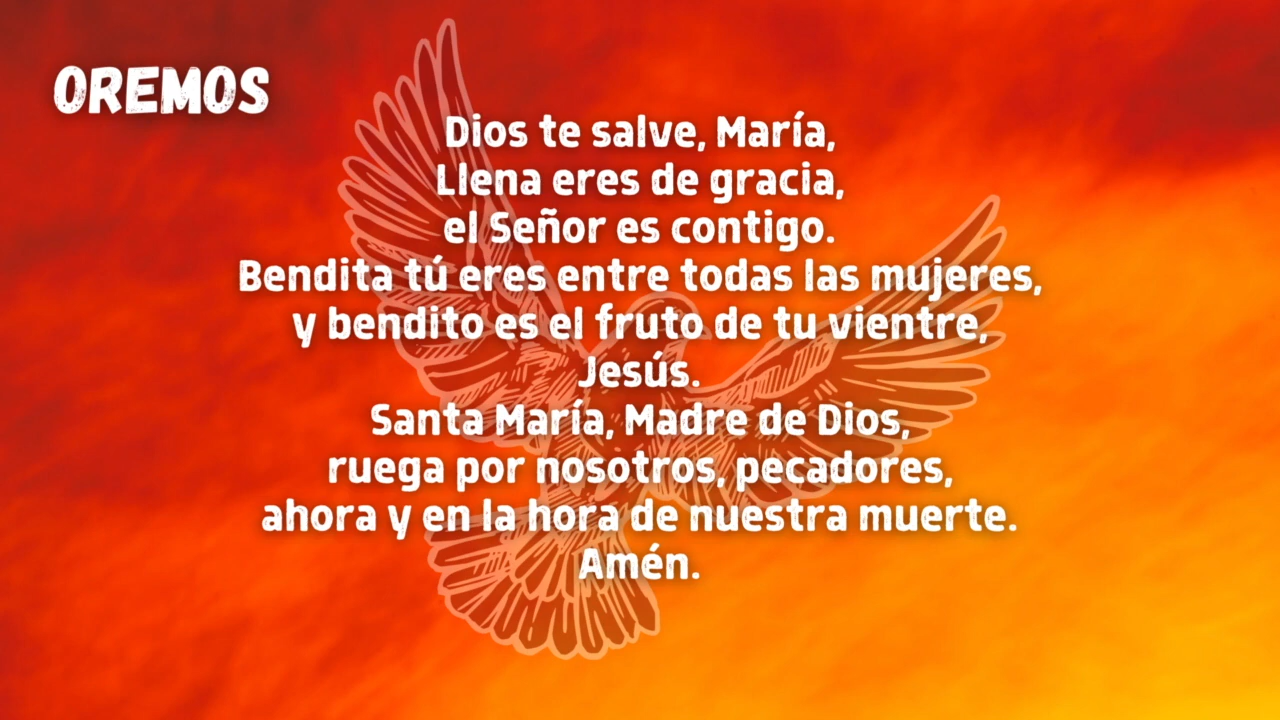 OREMOS
Dios te salve, María,
Llena eres de gracia,
el Señor es contigo.
Bendita tú eres entre todas las mujeres,
y bendito es el fruto de tu vientre,
Jesús.
Santa María, Madre de Dios,
ruega por nosotros, pecadores,
ahora y en la hora de nuestra muerte.
Amén.